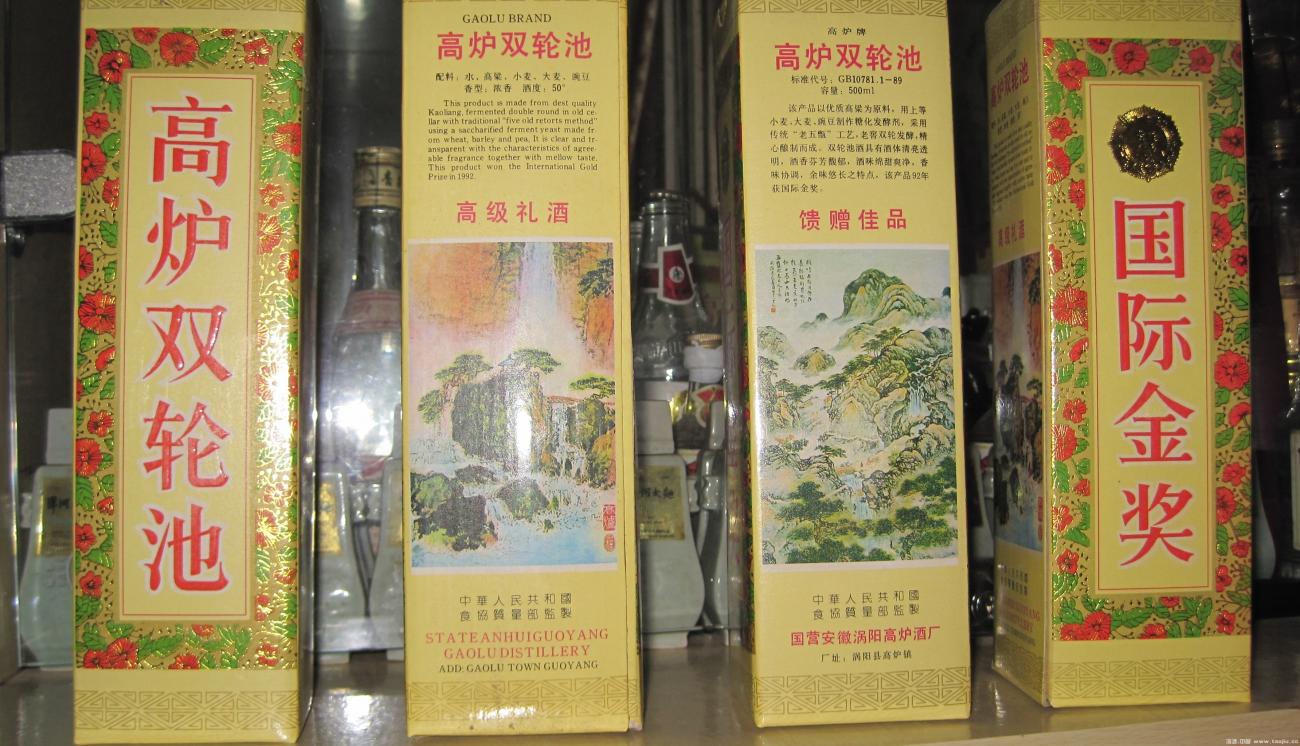 高炉双轮池
GAOLU BRAND
高炉双轮池
配料：水、高粱、小麦、大麦、豌豆
香型：浓香 酒度：50°
This product is made from dest quality
Kaoliang, fermented double round in old ce-
llar with traditional "five old retorts method"
using a saccharified ferment yeast made fr
om wheat, barley and pea. It is clear and tr-
ansparent with the characteristics of agree-
able fragrance together with mellow taste.
This product won the International Gold
Prize in 1992.
高级礼酒
中華人民共和國
食協質量部監製
STATEANHUIGUOYANG
GAOLUDISTILLERY
ADD: GAOLU TOWN GUOYANG
高炉牌
高炉双轮池
标准代号：GB10781.1-89
容量：500ml
该产品以优质高粱为原料，用上等
小麦、大麦、豌豆制作糖化发酵剂，采用
传统“老五甑”工艺，老窖双轮发酵，精
心酿制而成。双轮池酒具有酒体清亮透
明，酒香芬芳馥郁，酒味绵甜爽净，香
味协调，余味悠长之特点，该产品92年
获国际金奖。
馈赠佳品
中華人民共和國
食協質量部監製
国营安徽涡阳高炉酒厂
厂址：涡阳县高炉镇
高炉双轮池
高级礼酒
国际金奖